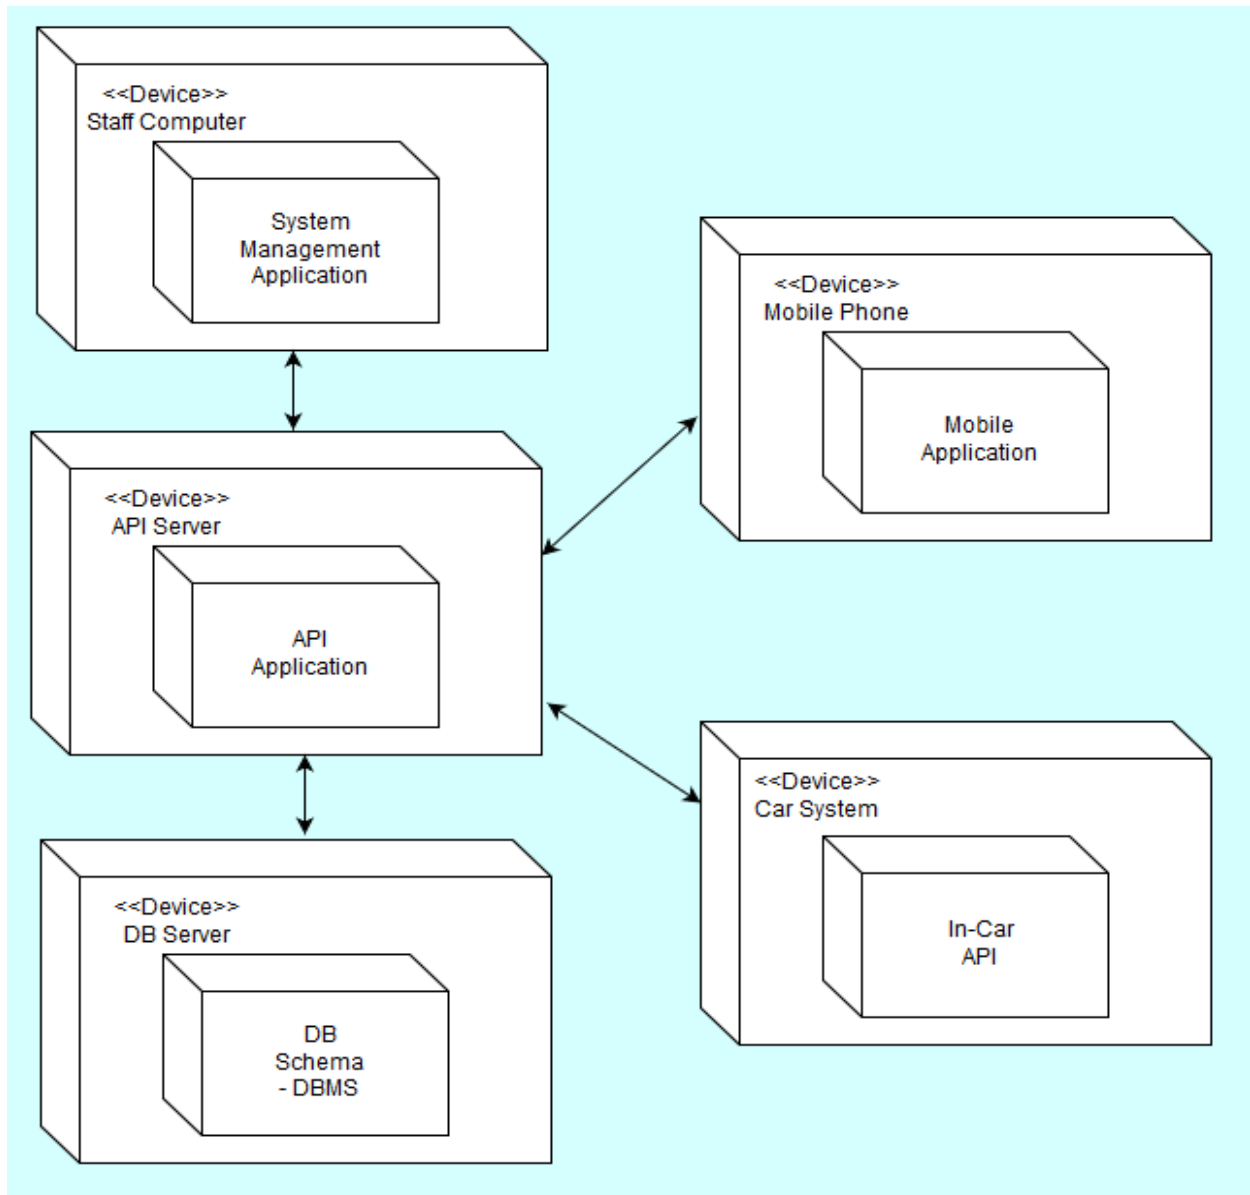 <<Device>>
Staff Computer
System
Management
Application
<<Device>>
Mobile Phone
Mobile
Application
<<Device>>
API Server
API
Application
<<Device>>
Car System
In-Car
API
<<Device>>
DB Server
DB
Schema
- DBMS